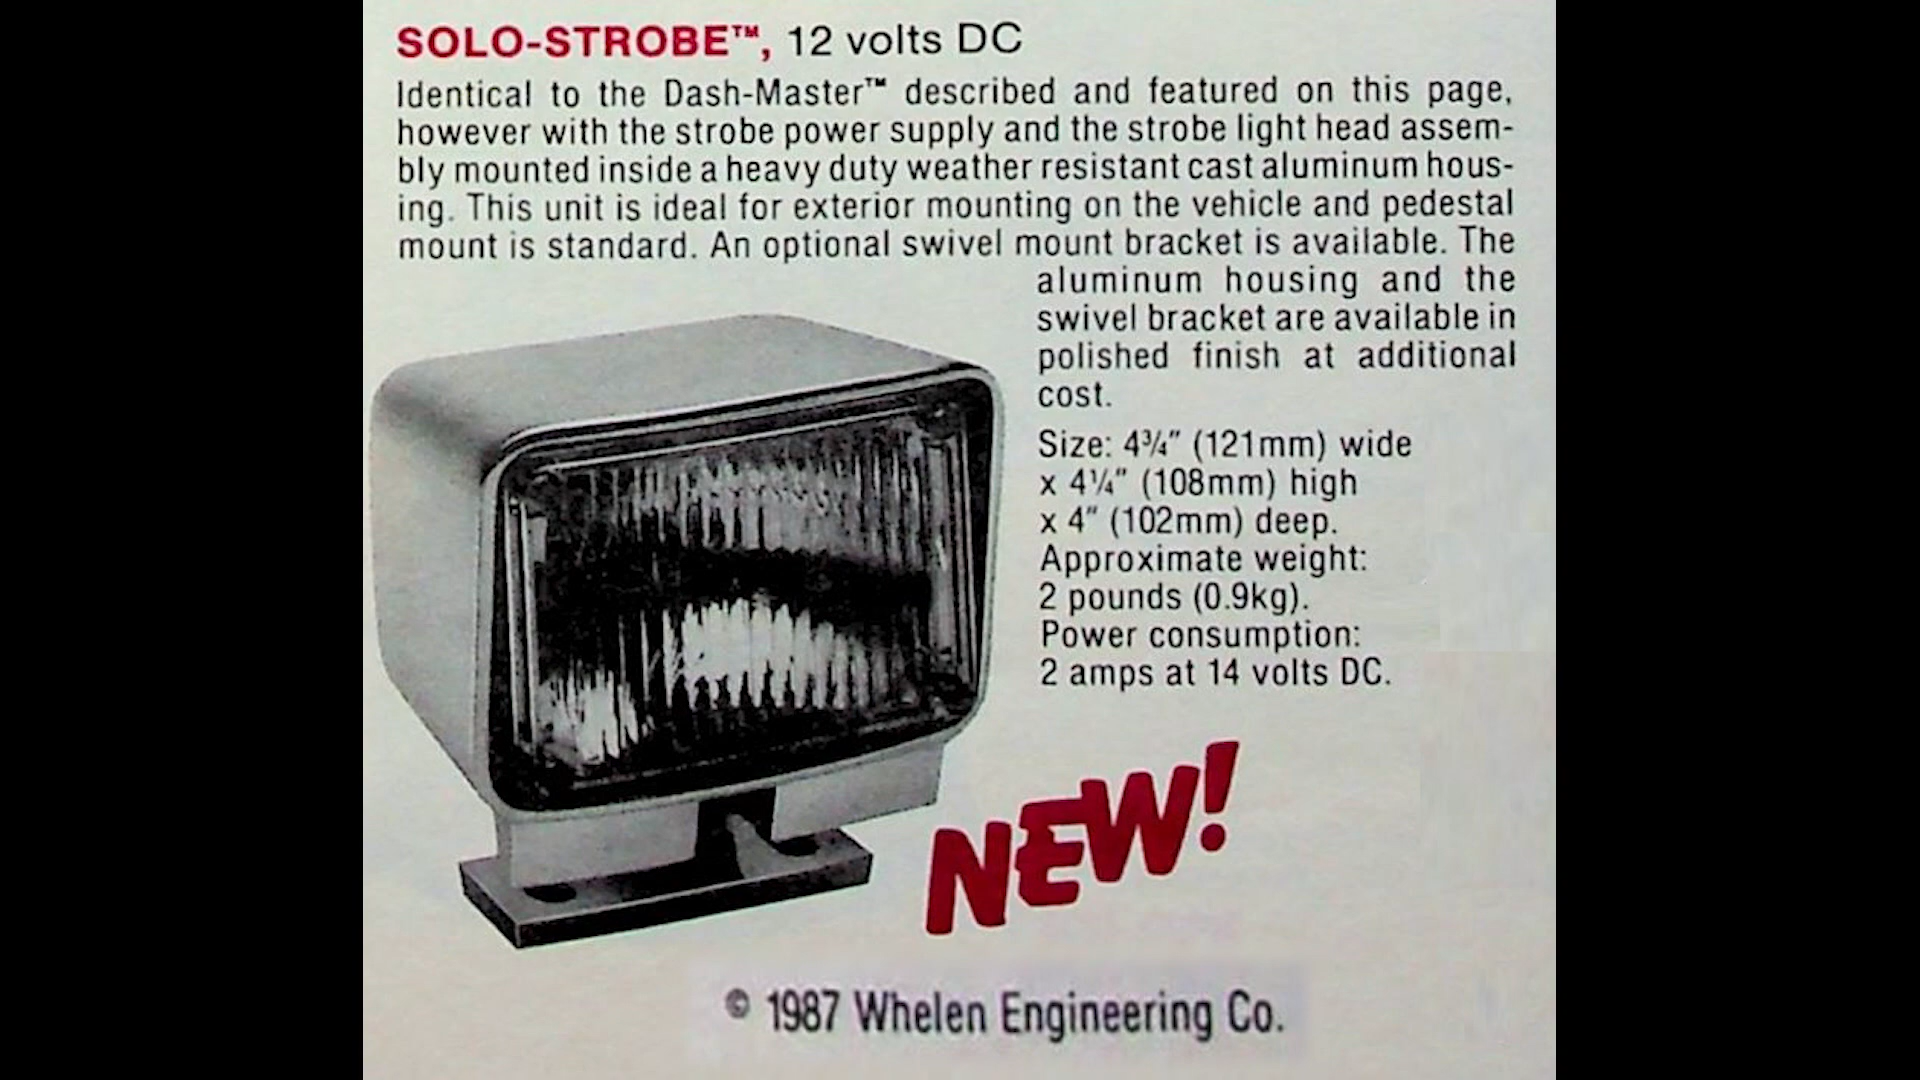 SOLO-STROBE™, 12 volts DC
Identical to the Dash-Master™ described and featured on this page,
however with the strobe power supply and the strobe light head assem-
bly mounted inside a heavy duty weather resistant cast aluminum hous-
ing. This unit is ideal for exterior mounting on the vehicle and pedestal
mount is standard. An optional swivel mount bracket is available. The
aluminum housing and the
swivel bracket are available in
polished finish at additional
cost.
Size: 4¾" (121mm) wide
x 4¼" (108mm) high
x 4" (102mm) deep.
Approximate weight:
2 pounds (0.9kg).
Power consumption:
2 amps at 14 volts DC.
NEW!
© 1987 Whelen Engineering Co.